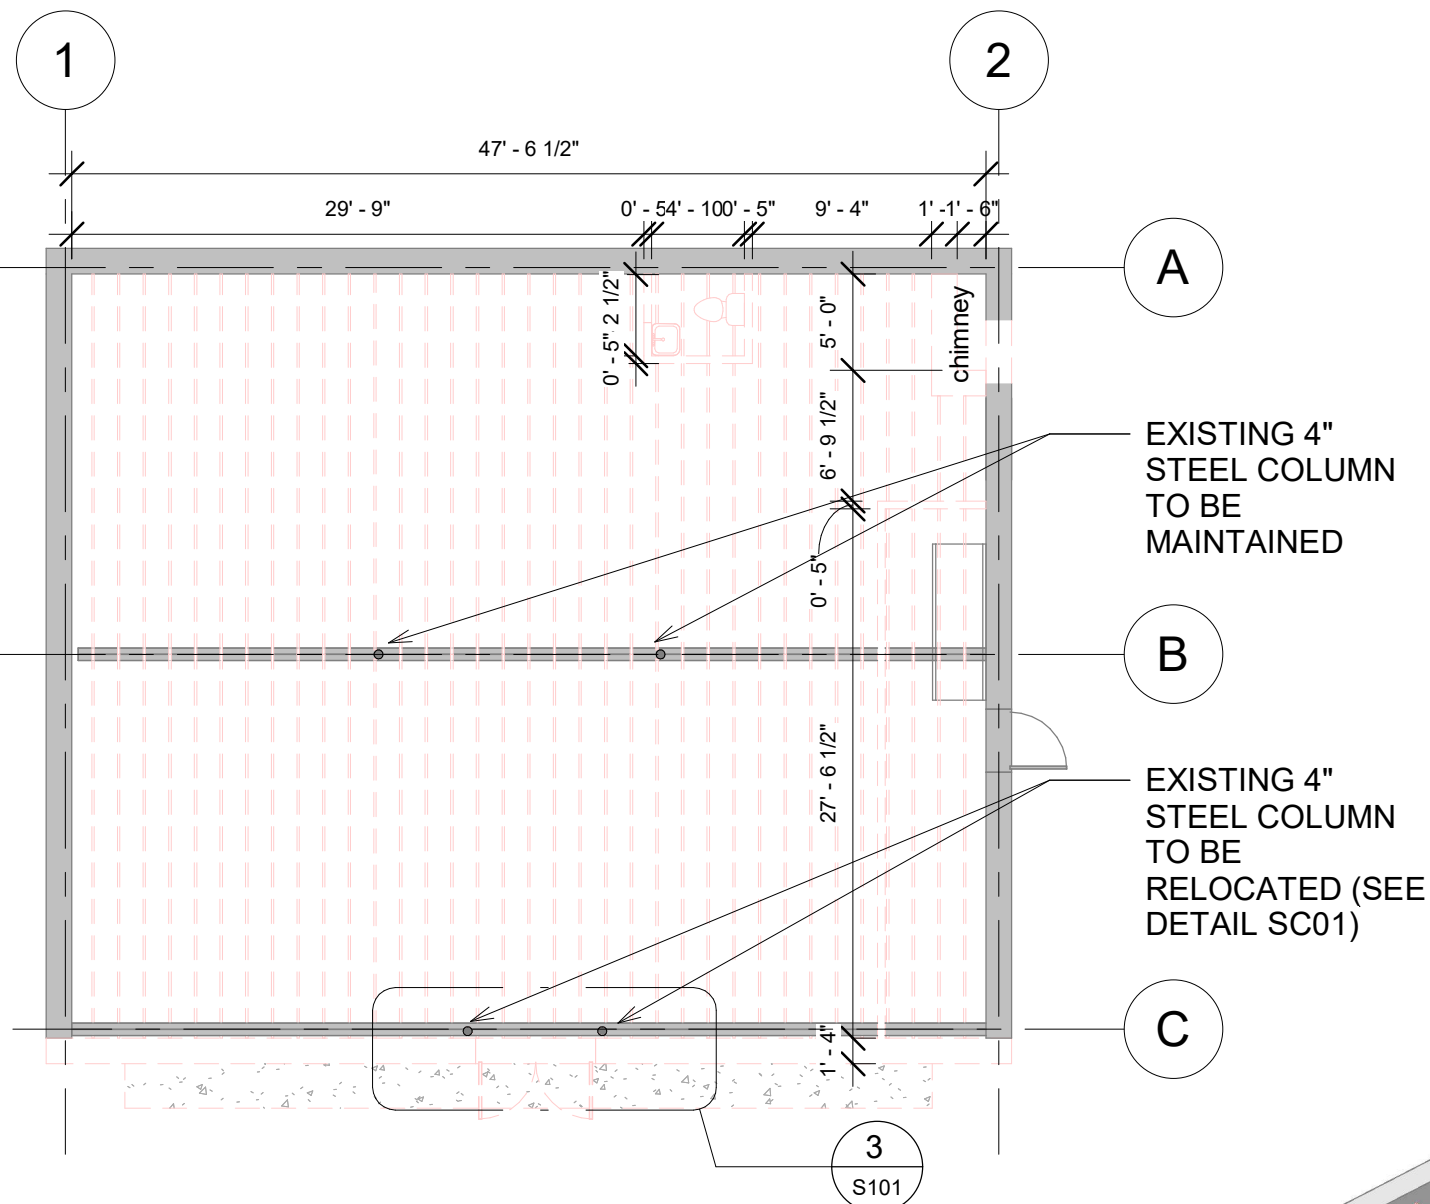 1
2
47' - 6 1/2"
29' - 9"
0' - 5
4' - 10
0' - 5"
9' - 4"
1' -
1' - 6"
A
0' - 5"
2 1/2"
5' - 0"
chimney
6' - 9 1/2"
EXISTING 4"
STEEL COLUMN
TO BE
MAINTAINED
0' - 5"
B
27' - 6 1/2"
EXISTING 4"
STEEL COLUMN
TO BE
RELOCATED (SEE
DETAIL SC01)
C
1' - 4"
3
S101